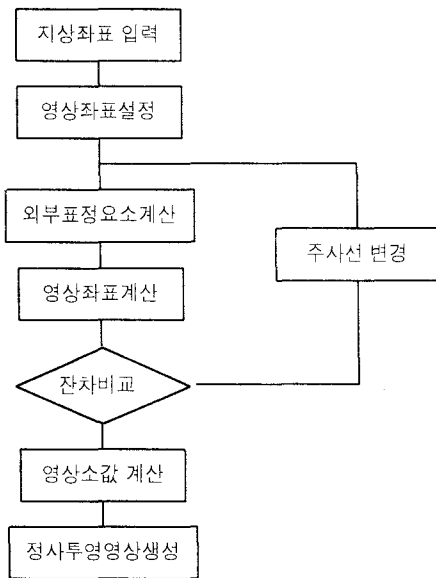 지상좌표 입력
영상좌표설정
외부표정요소계산
주사선 변경
영상좌표계산
잔차비교
영상소값 계산
정사투영영상생성